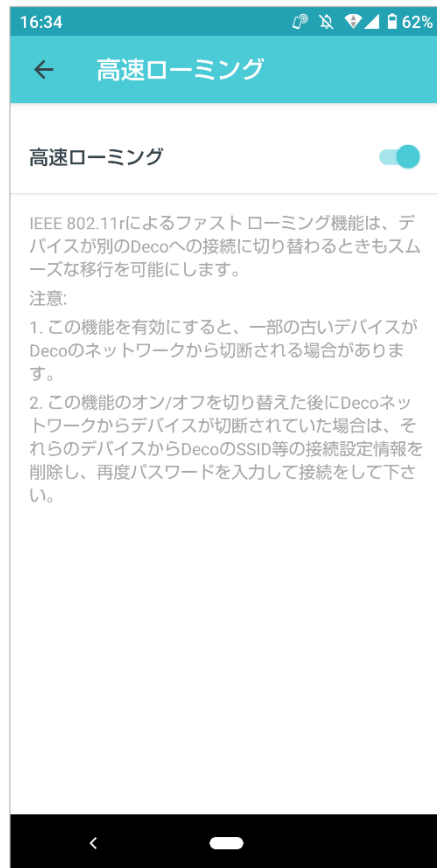 16:34 62%
高速ローミング
高速ローミング
IEEE 802.11rによるファスト ローミング機能は、デ
バイスが別のDecoへの接続に切り替わるときもスム
ーズな移行を可能にします。
注意:
1. この機能を有効にすると、一部の古いデバイスが
Decoのネットワークから切断される場合がありま
す。
2. この機能のオン/オフを切り替えた後にDecoネッ
トワークからデバイスが切断されていた場合は、そ
れらのデバイスからDecoのSSID等の接続設定情報を
削除し、再度パスワードを入力して接続をして下さ
い。